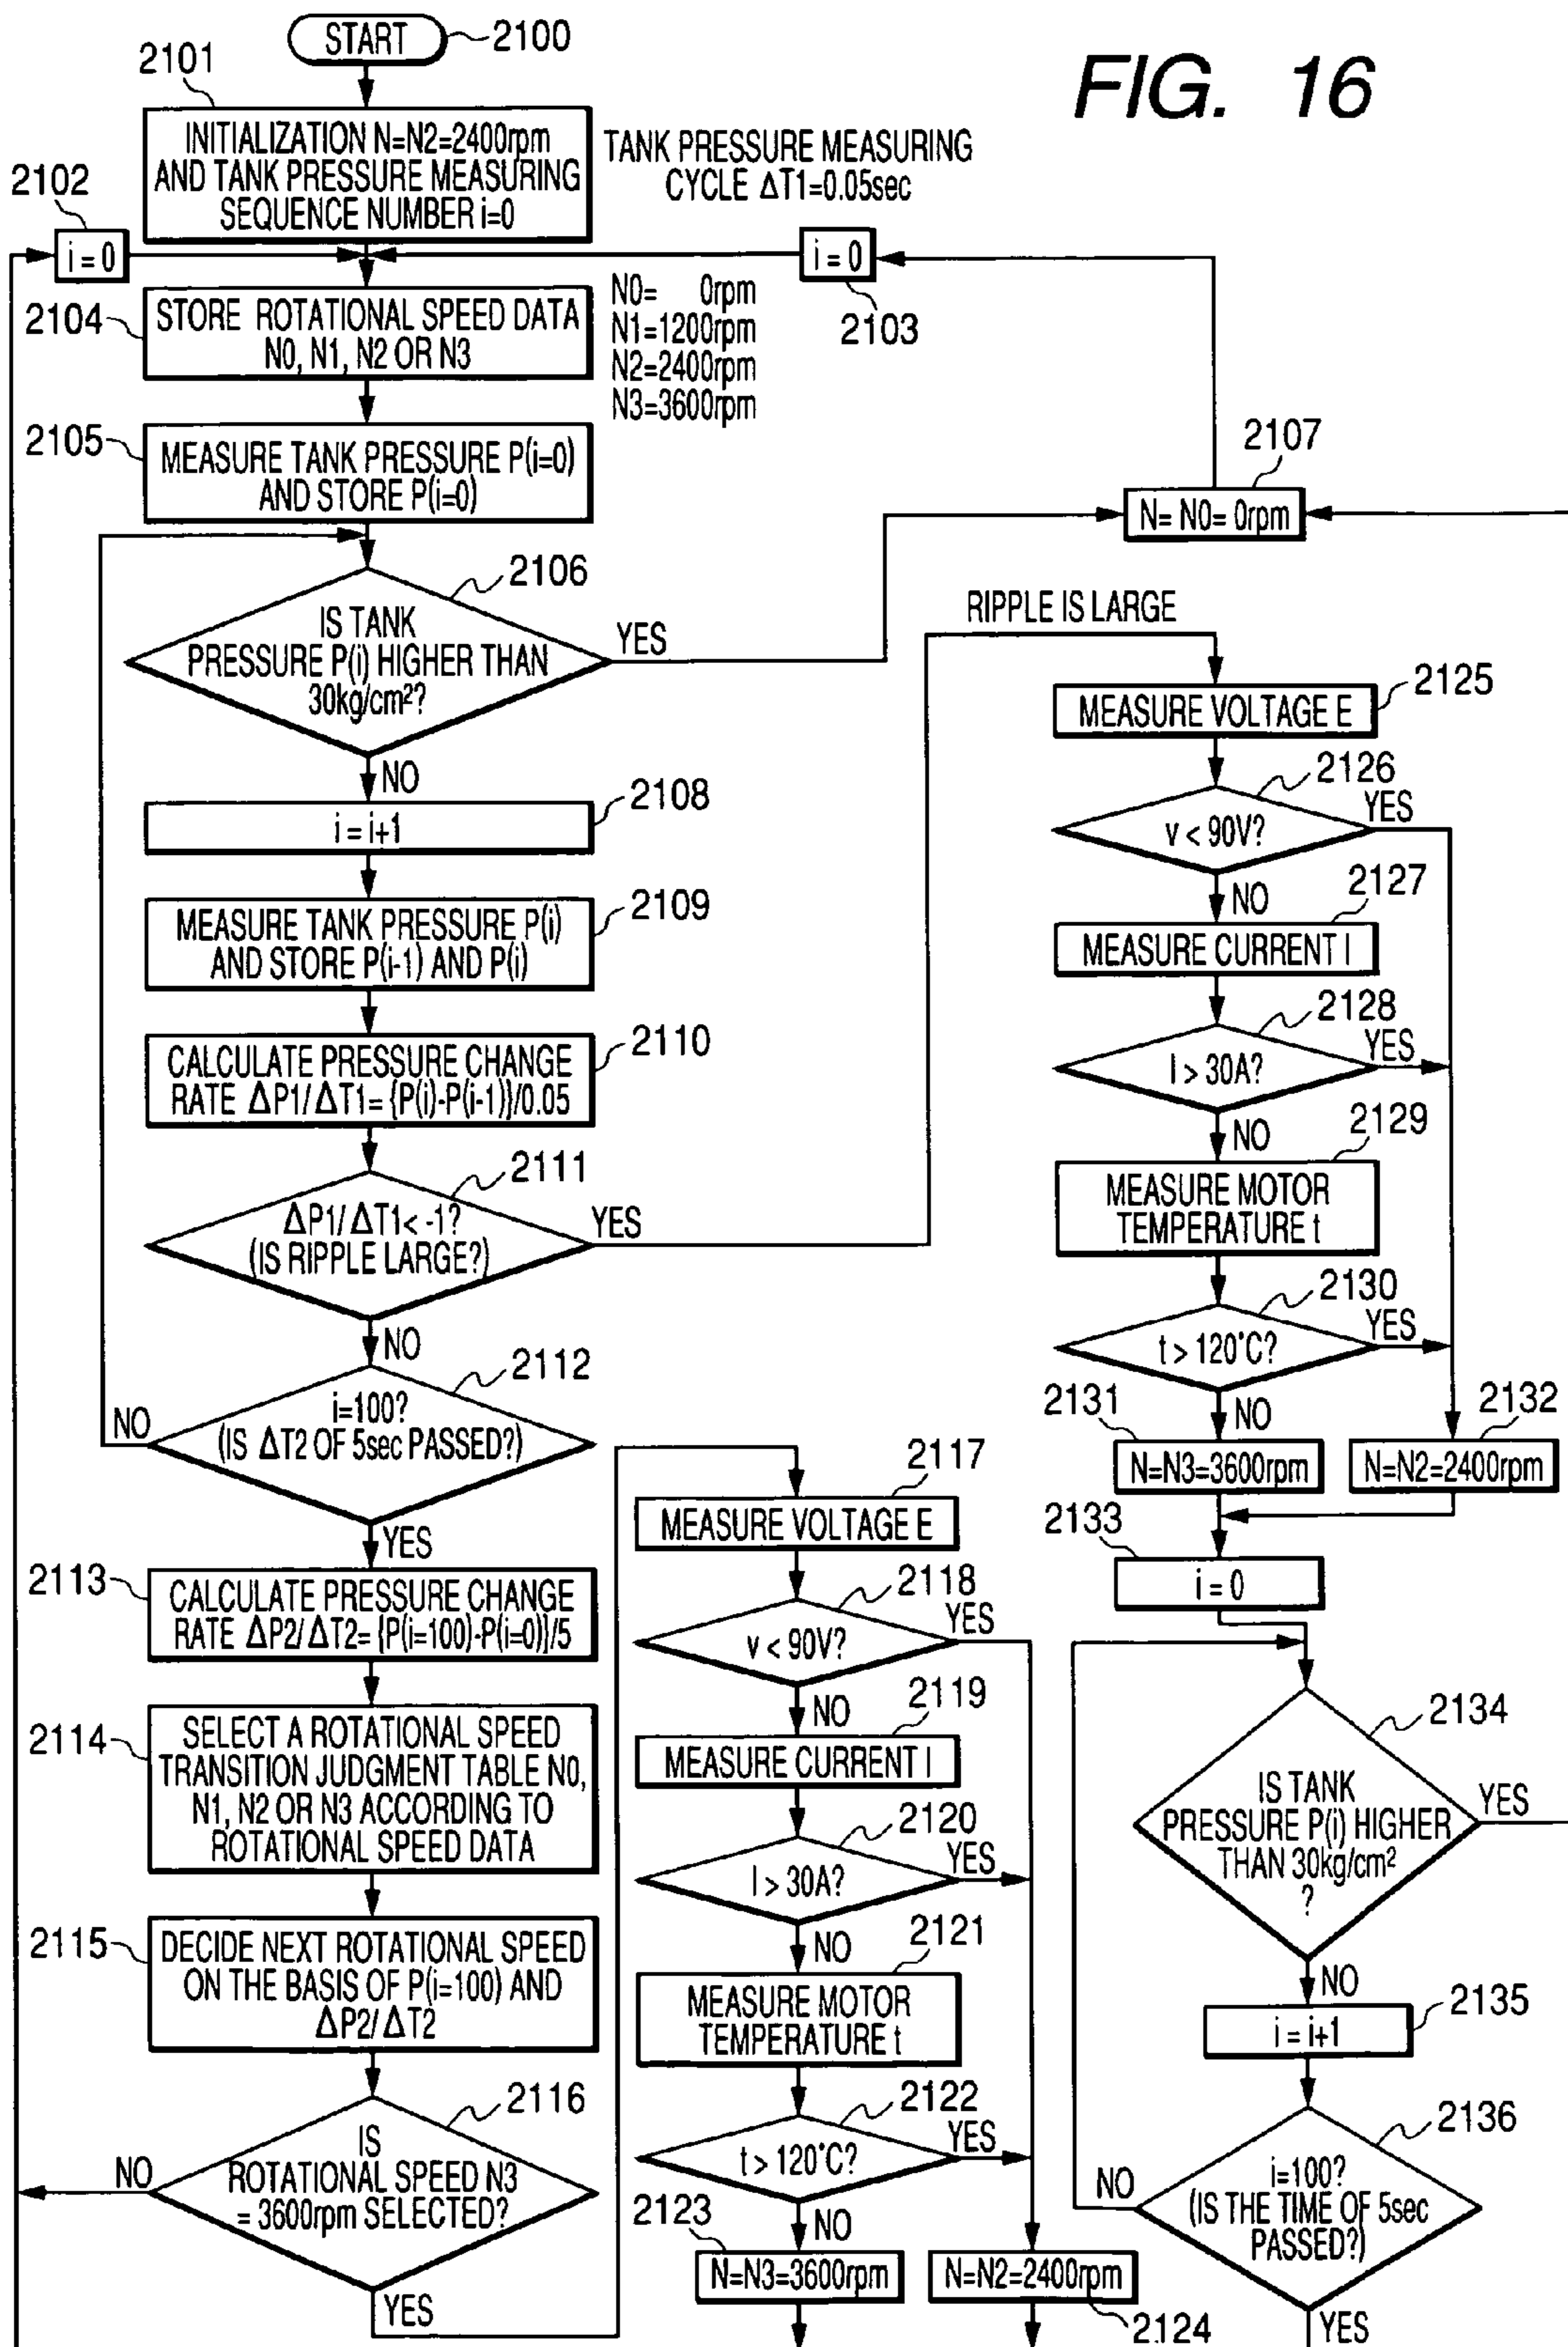 FIG. 16
START
2100
2101
INITIALIZATION N=N2=2400rpm
AND TANK PRESSURE MEASURING
SEQUENCE NUMBER i=0
TANK PRESSURE MEASURING
CYCLE ΔT1=0.05sec
2102
i = 0
i = 0
2103
2104
STORE ROTATIONAL SPEED DATA
N0, N1, N2 OR N3
N0= 0rpm
N1=1200rpm
N2=2400rpm
N3=3600rpm
2105
MEASURE TANK PRESSURE P(i=0)
AND STORE P(i=0)
2107
N= N0= 0rpm
2106
IS TANK
PRESSURE P(i) HIGHER THAN
30kg/cm²?
YES
NO
2108
i = i+1
2109
MEASURE TANK PRESSURE P(i)
AND STORE P(i-1) AND P(i)
2110
CALCULATE PRESSURE CHANGE
RATE ΔP1/ΔT1= {P(i)-P(i-1)}/0.05
2111
ΔP1/ΔT1< -1?
(IS RIPPLE LARGE?)
YES
NO
2112
i=100?
(IS ΔT2 OF 5sec PASSED?)
NO
YES
2113
CALCULATE PRESSURE CHANGE
RATE ΔP2/ΔT2= {P(i=100)-P(i=0)}/5
2114
SELECT A ROTATIONAL SPEED
TRANSITION JUDGMENT TABLE N0,
N1, N2 OR N3 ACCORDING TO
ROTATIONAL SPEED DATA
2115
DECIDE NEXT ROTATIONAL SPEED
ON THE BASIS OF P(i=100) AND
ΔP2/ΔT2
2116
IS
ROTATIONAL SPEED N3
= 3600rpm SELECTED?
NO
YES
2117
MEASURE VOLTAGE E
2118
v < 90V?
YES
NO
2119
MEASURE CURRENT I
2120
I > 30A?
YES
NO
2121
MEASURE MOTOR
TEMPERATURE t
2122
t > 120°C?
YES
NO
2123
N=N3=3600rpm
N=N2=2400rpm
2124
RIPPLE IS LARGE
2125
MEASURE VOLTAGE E
2126
v < 90V?
YES
NO
2127
MEASURE CURRENT I
2128
I > 30A?
YES
NO
2129
MEASURE MOTOR
TEMPERATURE t
2130
t > 120°C?
YES
NO
2131
N=N3=3600rpm
2132
N=N2=2400rpm
2133
i = 0
2134
IS TANK
PRESSURE P(i) HIGHER
THAN 30kg/cm²
?
YES
NO
2135
i = i+1
2136
i=100?
(IS THE TIME OF 5sec
PASSED?)
NO
YES